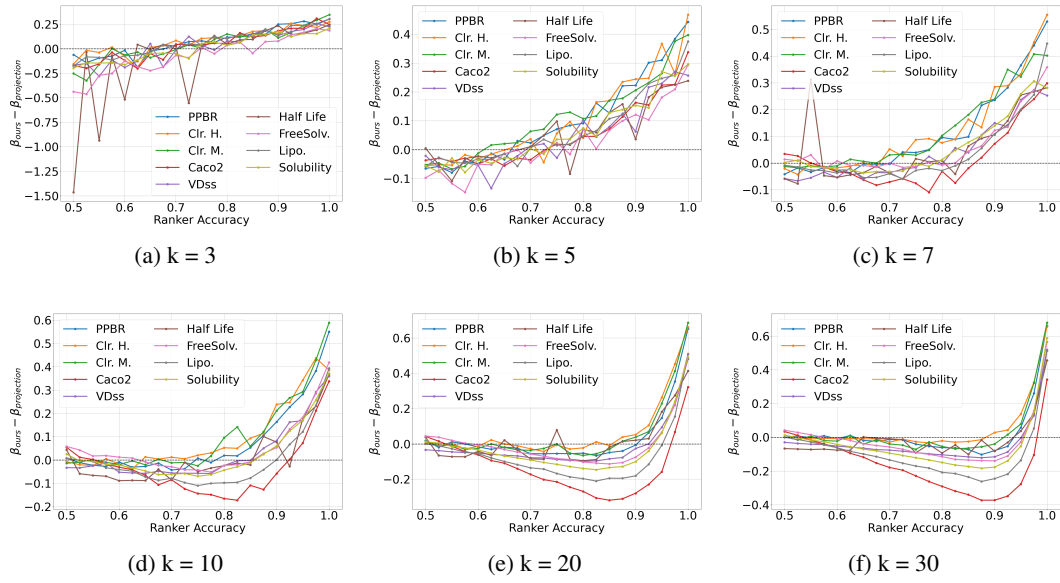 0.25
0.00
−0.25
−0.50
−0.75
−1.00
−1.25
−1.50
β_ours − β_projection
PPBR
Clr. H.
Clr. M.
Caco2
VDss
Half Life
FreeSolv.
Lipo.
Solubility
0.5 0.6 0.7 0.8 0.9 1.0
Ranker Accuracy
(a) k = 3
0.4
0.3
0.2
0.1
0.0
−0.1
β_ours − β_projection
PPBR
Clr. H.
Clr. M.
Caco2
VDss
Half Life
FreeSolv.
Lipo.
Solubility
0.5 0.6 0.7 0.8 0.9 1.0
Ranker Accuracy
(b) k = 5
0.5
0.4
0.3
0.2
0.1
0.0
−0.1
β_ours − β_projection
PPBR
Clr. H.
Clr. M.
Caco2
VDss
Half Life
FreeSolv.
Lipo.
Solubility
0.5 0.6 0.7 0.8 0.9 1.0
Ranker Accuracy
(c) k = 7
0.6
0.5
0.4
0.3
0.2
0.1
0.0
−0.1
−0.2
β_ours − β_projection
PPBR
Clr. H.
Clr. M.
Caco2
VDss
Half Life
FreeSolv.
Lipo.
Solubility
0.5 0.6 0.7 0.8 0.9 1.0
Ranker Accuracy
(d) k = 10
0.6
0.4
0.2
0.0
−0.2
β_ours − β_projection
PPBR
Clr. H.
Clr. M.
Caco2
VDss
Half Life
FreeSolv.
Lipo.
Solubility
0.5 0.6 0.7 0.8 0.9 1.0
Ranker Accuracy
(e) k = 20
0.6
0.4
0.2
0.0
−0.2
−0.4
β_ours − β_projection
PPBR
Clr. H.
Clr. M.
Caco2
VDss
Half Life
FreeSolv.
Lipo.
Solubility
0.5 0.6 0.7 0.8 0.9 1.0
Ranker Accuracy
(f) k = 30